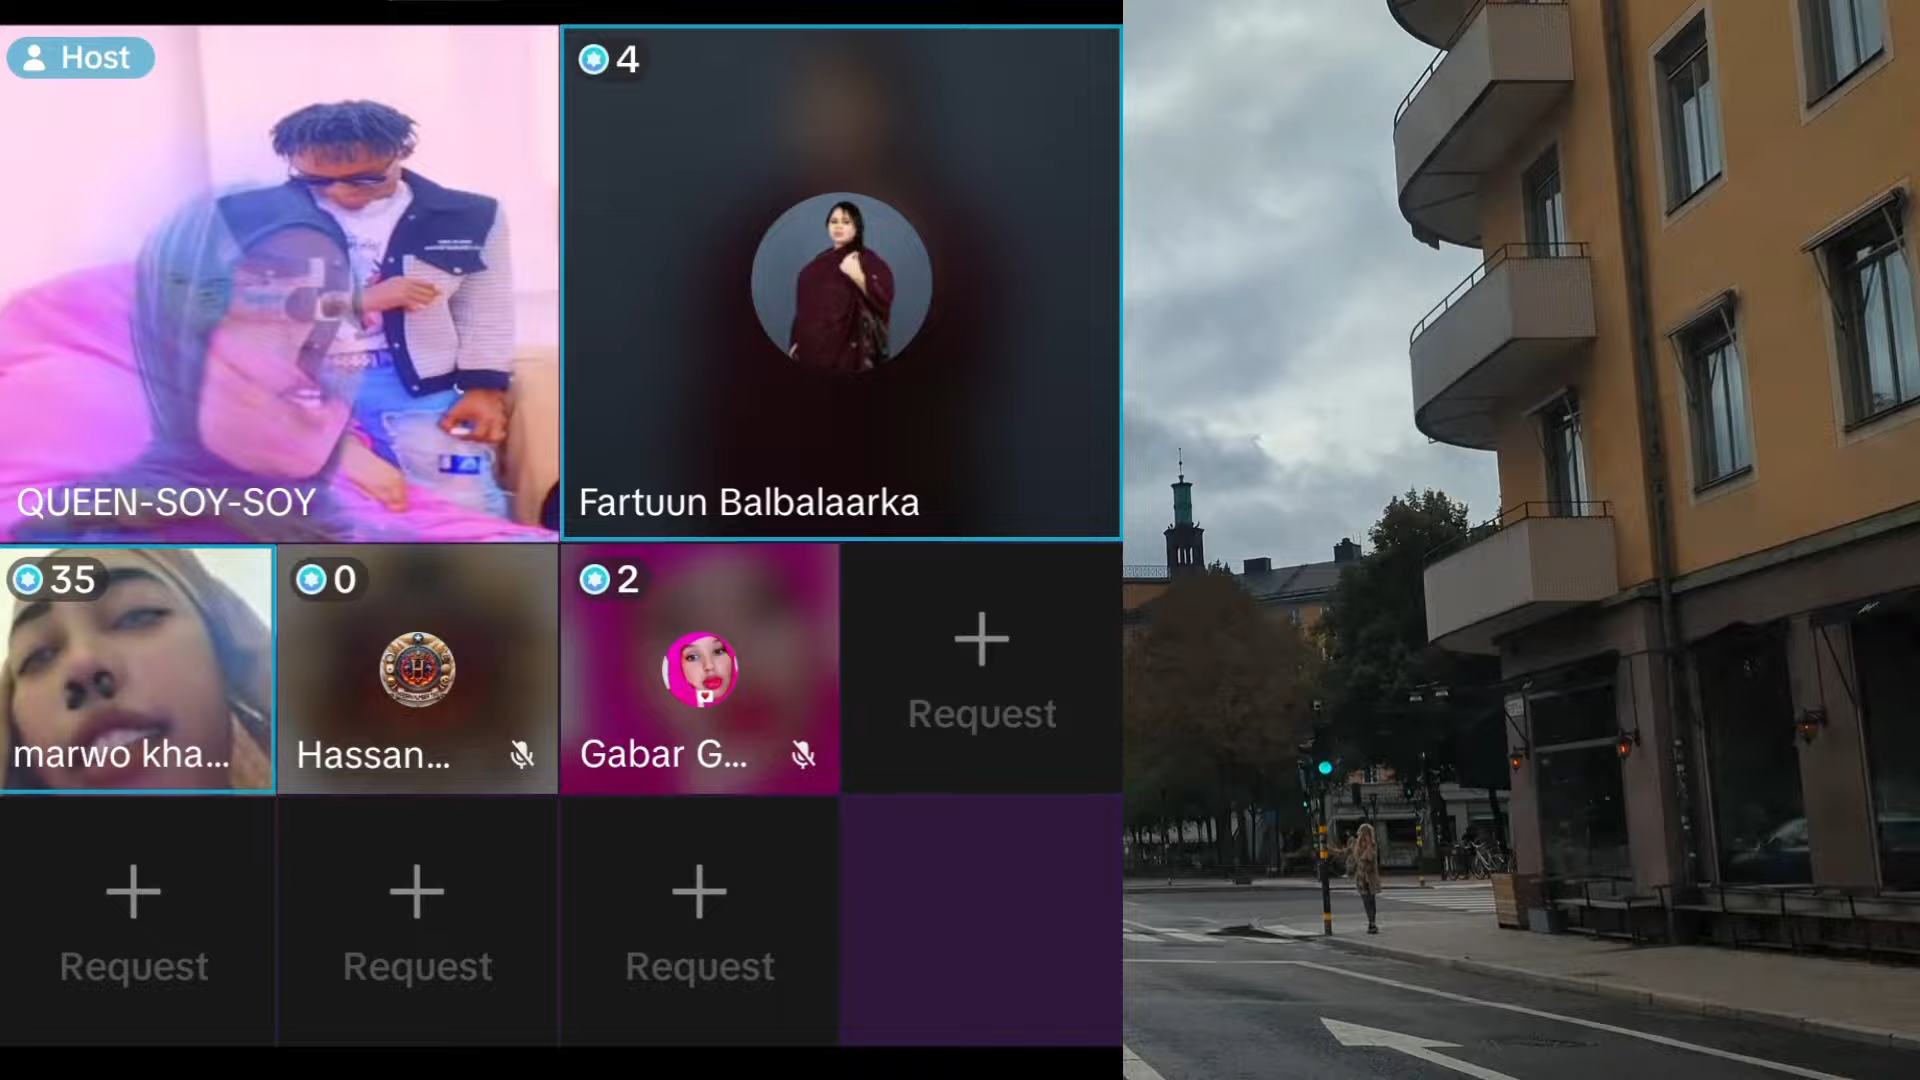 Host
4
QUEEN-SOY-SOY
Fartuun Balbalaarka
35
0
2
marwo kha...
Hassan...
Gabar G...
Request
Request
Request
Request